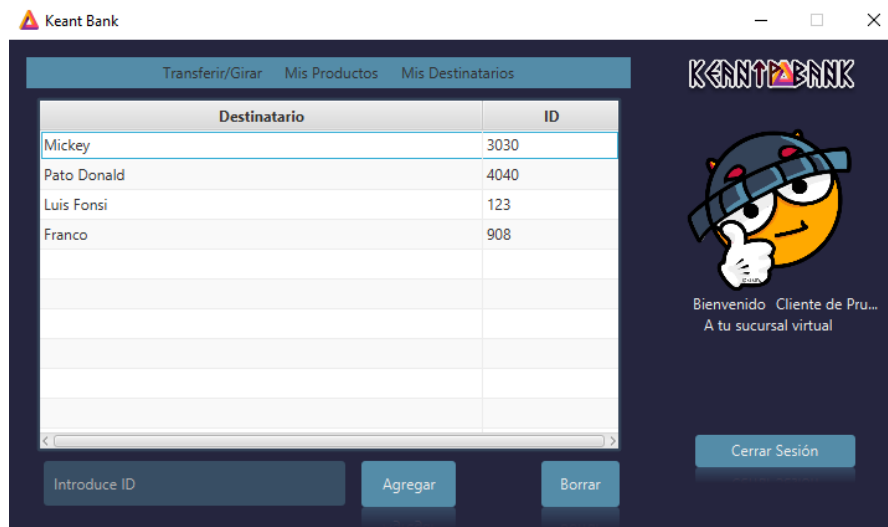 Keant Bank
Transferir/Girar Mis Productos Mis Destinatarios
KEANTBANK
Destinatario ID
Mickey 3030
Pato Donald 4040
Luis Fonsi 123
Franco 908
Bienvenido Cliente de Pru...
A tu sucursal virtual
Cerrar Sesión
Introduce ID Agregar Borrar